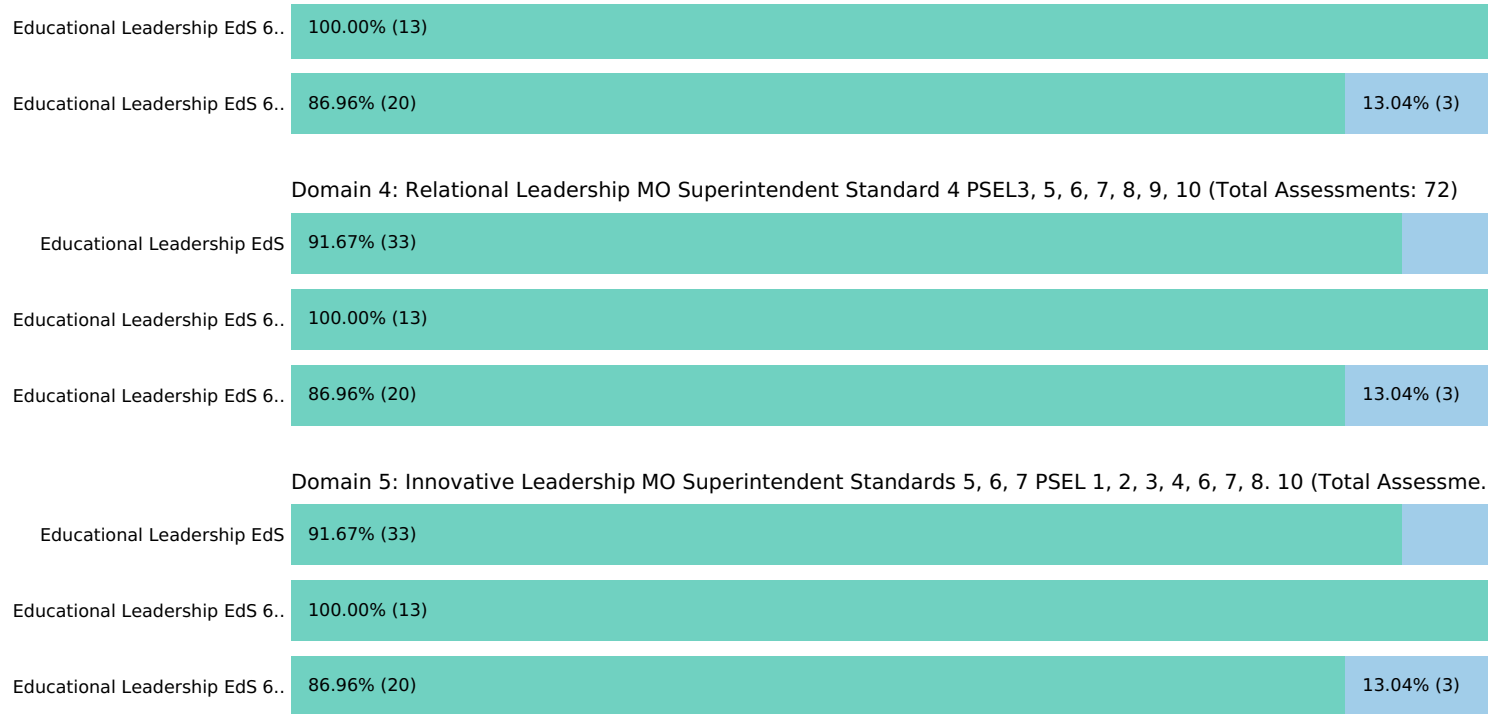 Educational Leadership EdS 6.. 100.00% (13)
Educational Leadership EdS 6.. 86.96% (20) 13.04% (3)
Domain 4: Relational Leadership MO Superintendent Standard 4 PSEL3, 5, 6, 7, 8, 9, 10 (Total Assessments: 72)
Educational Leadership EdS 91.67% (33)
Educational Leadership EdS 6.. 100.00% (13)
Educational Leadership EdS 6.. 86.96% (20) 13.04% (3)
Domain 5: Innovative Leadership MO Superintendent Standards 5, 6, 7 PSEL 1, 2, 3, 4, 6, 7, 8. 10 (Total Assessme.
Educational Leadership EdS 91.67% (33)
Educational Leadership EdS 6.. 100.00% (13)
Educational Leadership EdS 6.. 86.96% (20) 13.04% (3)